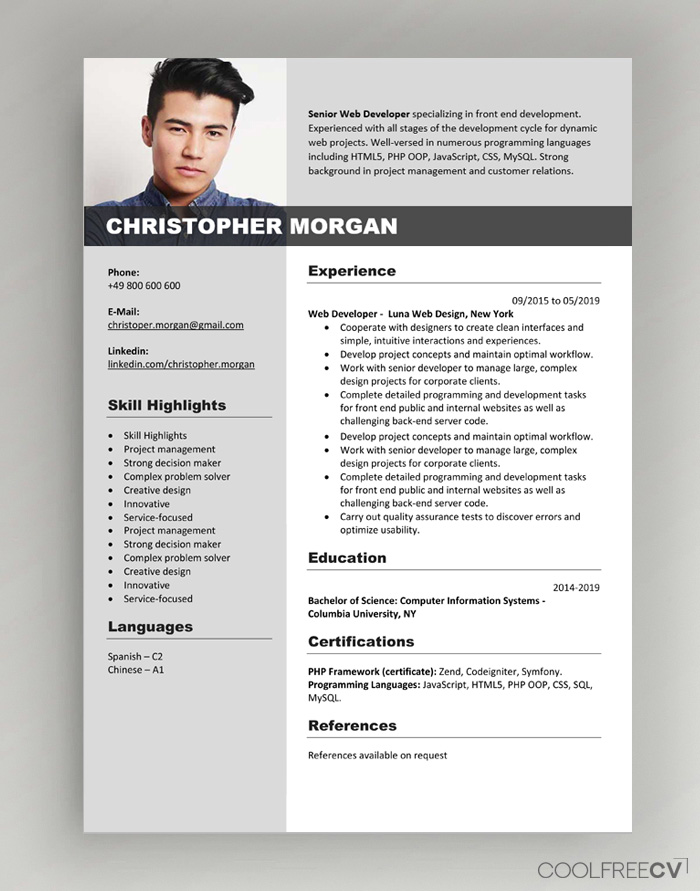 Senior Web Developer specializing in front end development.
Experienced with all stages of the development cycle for dynamic
web projects. Well-versed in numerous programming languages
including HTML5, PHP OOP, JavaScript, CSS, MySQL. Strong
background in project management and customer relations.
CHRISTOPHER MORGAN
Phone:
+49 800 600 600
E-Mail:
christoper.morgan@gmail.com
Linkedin:
linkedin.com/christopher.morgan
Skill Highlights
• Skill Highlights
• Project management
• Strong decision maker
• Complex problem solver
• Creative design
• Innovative
• Service-focused
• Project management
• Strong decision maker
• Complex problem solver
• Creative design
• Innovative
• Service-focused
Languages
Spanish – C2
Chinese – A1
Experience
09/2015 to 05/2019
Web Developer - Luna Web Design, New York
• Cooperate with designers to create clean interfaces and
simple, intuitive interactions and experiences.
• Develop project concepts and maintain optimal workflow.
• Work with senior developer to manage large, complex
design projects for corporate clients.
• Complete detailed programming and development tasks
for front end public and internal websites as well as
challenging back-end server code.
• Develop project concepts and maintain optimal workflow.
• Work with senior developer to manage large, complex
design projects for corporate clients.
• Complete detailed programming and development tasks
for front end public and internal websites as well as
challenging back-end server code.
• Carry out quality assurance tests to discover errors and
optimize usability.
Education
2014-2019
Bachelor of Science: Computer Information Systems -
Columbia University, NY
Certifications
PHP Framework (certificate): Zend, Codeigniter, Symfony.
Programming Languages: JavaScript, HTML5, PHP OOP, CSS, SQL,
MySQL.
References
References available on request
COOLFREECV